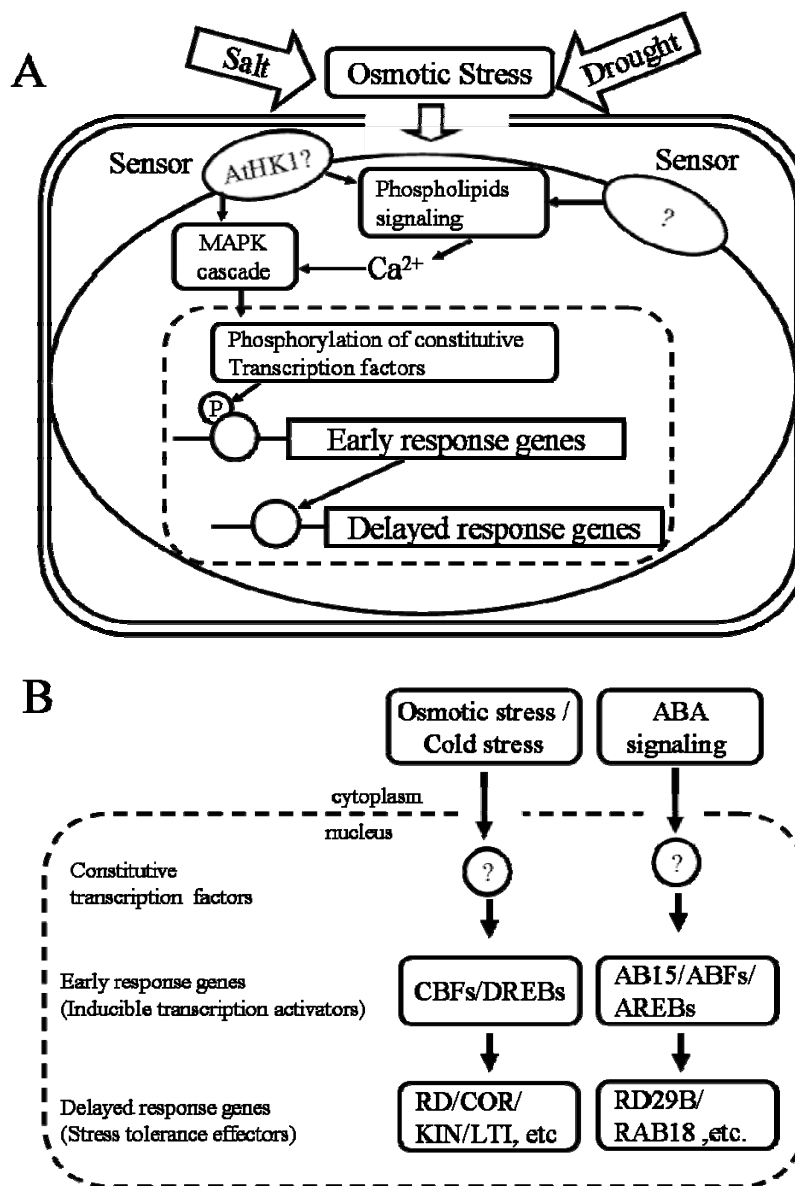 A
Salt
Osmotic Stress
Drought
Sensor
AtHK1?
Sensor
Phospholipids
signaling
?
MAPK
cascade
Ca²⁺
Phosphorylation of constitutive
Transcription factors
P
Early response genes
Delayed response genes
B
Osmotic stress /
Cold stress
ABA
signaling
cytoplasm
nucleus
Constitutive
transcription factors
?
?
Early response genes
(Inducible transcription activators)
CBFs/DREBs
AB15/ABFs/
AREBs
Delayed response genes
(Stress tolerance effectors)
RD/COR/
KIN/LTI, etc
RD29B/
RAB18 ,etc.